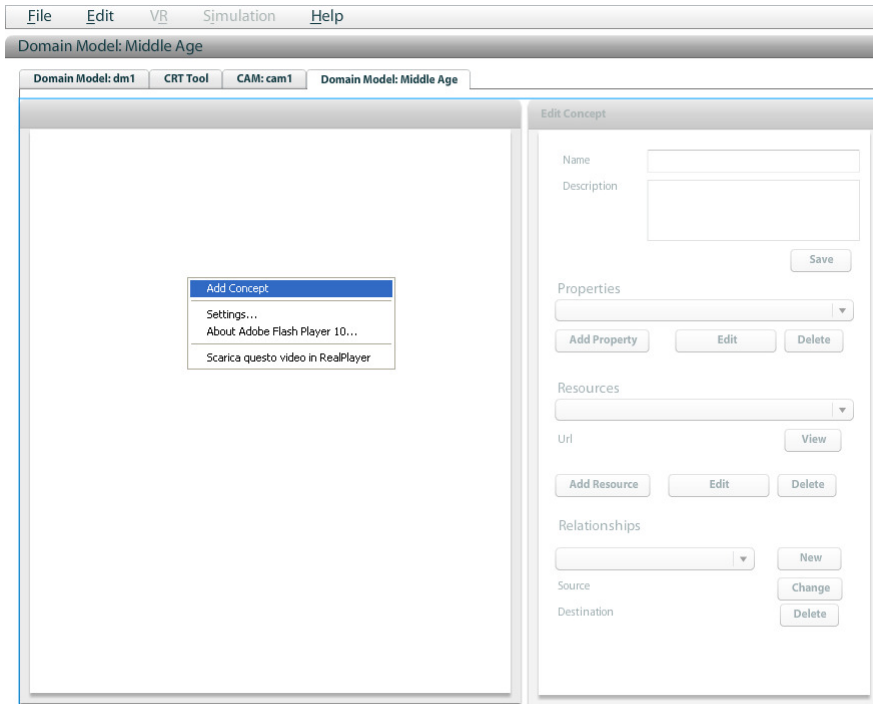 File Edit VR Simulation Help
Domain Model: Middle Age
Domain Model: dm1 CRT Tool CAM: cam1 Domain Model: Middle Age
Edit Concept
Name
Description
Save
Add Concept
Settings...
About Adobe Flash Player 10...
Scarica questo video in RealPlayer
Properties
Add Property Edit Delete
Resources
Url View
Add Resource Edit Delete
Relationships
New
Source Change
Destination Delete